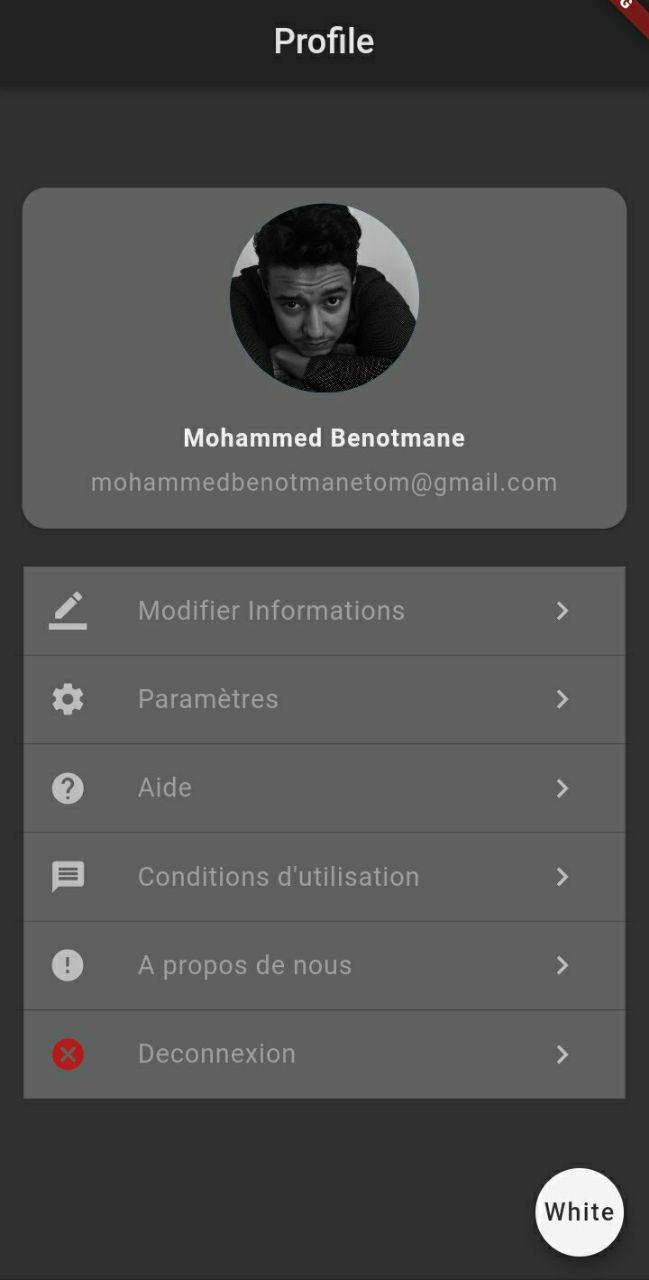 Profile
G
Mohammed Benotmane
mohammedbenotmanetom@gmail.com
Modifier Informations
Paramètres
Aide
Conditions d'utilisation
A propos de nous
Deconnexion
White